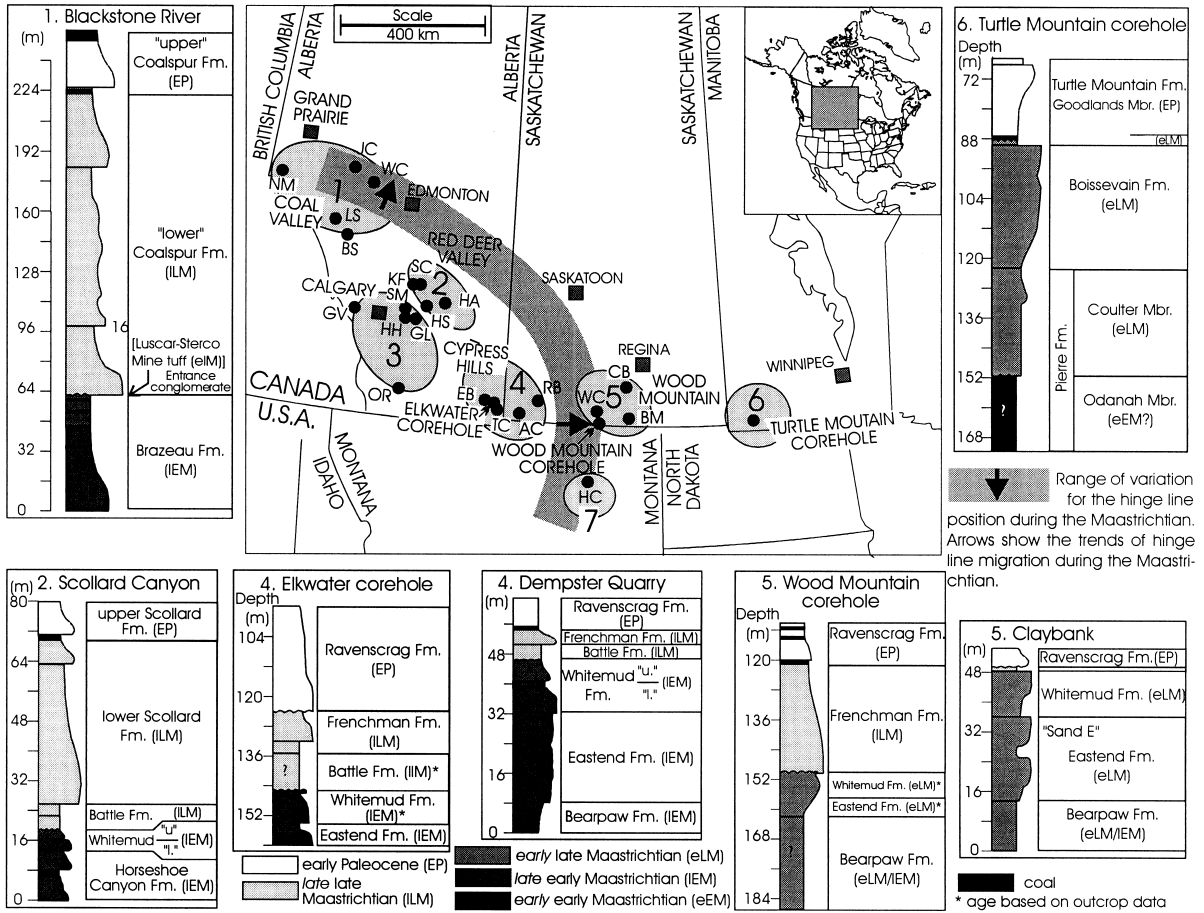 1. Blackstone River
(m)
224
192
160
128
96
64
32
0
16
"upper"
Coalspur Fm.
(EP)
"lower"
Coalspur Fm.
(lLM)
[Luscar-Sterco
Mine tuff (elM)]
Entrance
conglomerate
Brazeau Fm.
(lEM)
Scale
400 km
BRITISH COLUMBIA
ALBERTA
ALBERTA
SASKATCHEWAN
SASKATCHEWAN
MANITOBA
GRAND
PRAIRIE
JC
WC
NM
1
EDMONTON
COAL
VALLEY
LS
BS
RED DEER
VALLEY
SC
KF
2
CALGARY
SM
HA
GV
HH
GL
HS
3
OR
SASKATOON
REGINA
WINNIPEG
CYPRESS
HILLS
4
EB
RB
ELKWATER
COREHOLE
TC
AC
CB
WOOD
MOUNTAIN
WC
5
BM
WOOD MOUNTAIN
COREHOLE
6
TURTLE MOUTAIN
COREHOLE
HC
7
CANADA
U.S.A.
MONTANA
IDAHO
MONTANA
NORTH
DAKOTA
6. Turtle Mountain corehole
Depth
(m)
72
88
104
120
136
152
168
?
Turtle Mountain Fm.
Goodlands Mbr. (EP)
(eLM)
Boissevain Fm.
(eLM)
Pierre Fm.
Coulter Mbr.
(eLM)
Odanah Mbr.
(eEM?)
Range of variation
for the hinge line
position during the Maastrichtian.
Arrows show the trends of hinge
line migration during the Maastri-
chtian.
2. Scollard Canyon
(m)
80
64
48
32
16
0
upper Scollard
Fm. (EP)
lower Scollard
Fm. (lLM)
Battle Fm. (lLM)
Whitemud "u" "l." (lEM)
Horseshoe
Canyon Fm. (lEM)
4. Elkwater corehole
Depth
(m)
104
120
136
152
?
Ravenscrag Fm.
(EP)
Frenchman Fm.
(lLM)
Battle Fm. (lIM)*
Whitemud Fm.
(lEM)*
Eastend Fm. (lEM)
4. Dempster Quarry
(m)
48
32
16
0
Ravenscrag Fm.
(EP)
Frenchman Fm. (lLM)
Battle Fm. (lLM)
Whitemud "u." (lEM)
Fm. "l."
Eastend Fm. (lEM)
Bearpaw Fm.
(lEM)
5. Wood Mountain
corehole
Depth
(m)
120
136
152
168
184
?
Ravenscrag Fm.
(EP)
Frenchman Fm.
(lLM)
Whitemud Fm. (eLM)*
Eastend Fm. (eLM)*
Bearpaw Fm.
(eLM/lEM)
5. Claybank
(m)
48
32
16
0
Ravenscrag Fm.(EP)
Whitemud Fm. (eLM)
"Sand E"
Eastend Fm.
(eLM)
Bearpaw Fm.
(eLM/lEM)
early Paleocene (EP)
late late
Maastrichtian (lLM)
early late Maastrichtian (eLM)
late early Maastrichtian (lEM)
early early Maastrichtian (eEM)
coal
* age based on outcrop data